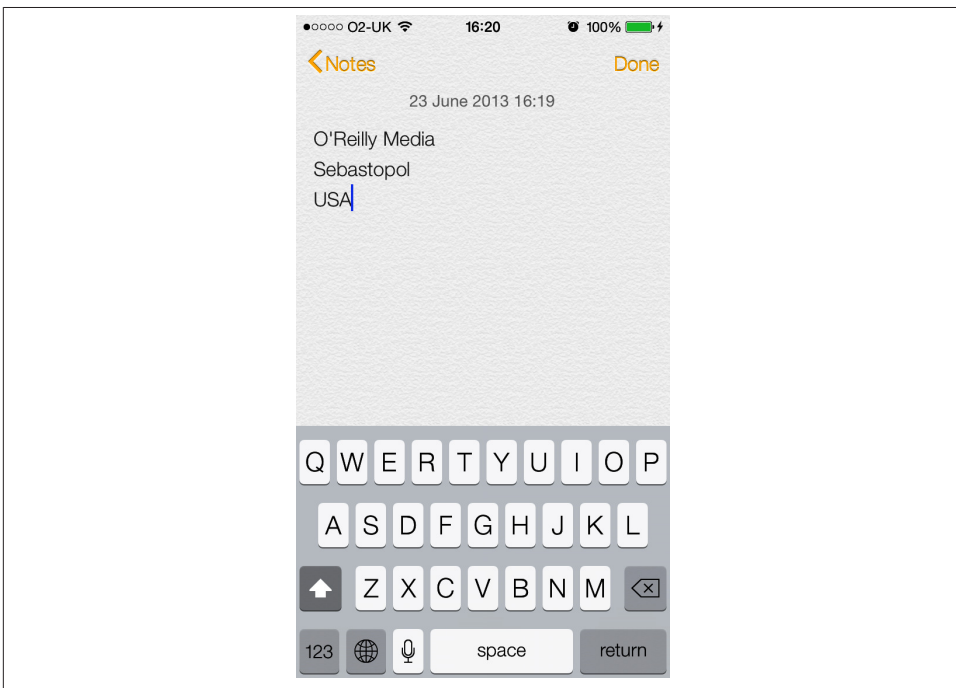 O2-UK 16:20 100%
Notes Done
23 June 2013 16:19
O'Reilly Media
Sebastopol
USA
Q W E R T Y U I O P
A S D F G H J K L
Z X C V B N M
123 space return